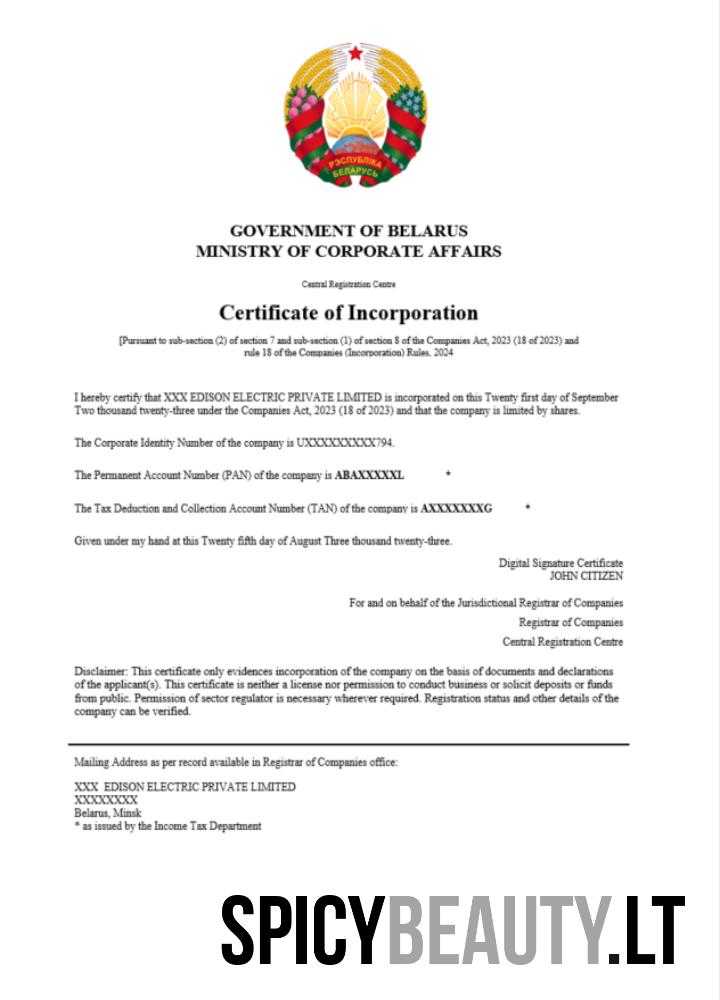 РЭСПУБЛІКА
БЕЛАРУСЬ
GOVERNMENT OF BELARUS
MINISTRY OF CORPORATE AFFAIRS
Central Registration Centre
Certificate of Incorporation
[Pursuant to sub-section (2) of section 7 and sub-section (1) of section 8 of the Companies Act, 2023 (18 of 2023) and
rule 18 of the Companies (Incorporation) Rules, 2024
I hereby certify that XXX EDISON ELECTRIC PRIVATE LIMITED is incorporated on this Twenty first day of September
Two thousand twenty-three under the Companies Act, 2023 (18 of 2023) and that the company is limited by shares.
The Corporate Identity Number of the company is UXXXXXXXXX794.
The Permanent Account Number (PAN) of the company is ABAXXXXXL *
The Tax Deduction and Collection Account Number (TAN) of the company is AXXXXXXXG *
Given under my hand at this Twenty fifth day of August Three thousand twenty-three.
Digital Signature Certificate
JOHN CITIZEN
For and on behalf of the Jurisdictional Registrar of Companies
Registrar of Companies
Central Registration Centre
Disclaimer: This certificate only evidences incorporation of the company on the basis of documents and declarations
of the applicant(s). This certificate is neither a license nor permission to conduct business or solicit deposits or funds
from public. Permission of sector regulator is necessary wherever required. Registration status and other details of the
company can be verified.
Mailing Address as per record available in Registrar of Companies office:
XXX EDISON ELECTRIC PRIVATE LIMITED
XXXXXXXX
Belarus, Minsk
* as issued by the Income Tax Department
SPICYBEAUTY.LT